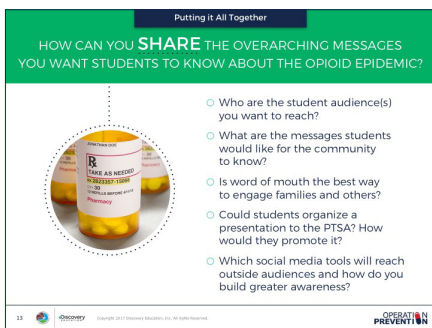 Putting it All Together
HOW CAN YOU SHARE THE OVERARCHING MESSAGES
YOU WANT STUDENTS TO KNOW ABOUT THE OPIOID EPIDEMIC?
Who are the student audience(s)
you want to reach?
What are the messages students
would like for the community
to know?
Is word of mouth the best way
to engage families and others?
Could students organize a
presentation to the PTSA? How
would they promote it?
Which social media tools will reach
outside audiences and how do you
build greater awareness?
TAKE AS NEEDED
Pharmacy
13
Discovery
EDUCATION
Copyright 2017 Discovery Education, Inc. All rights Reserved.
OPERATION
PREVENTION